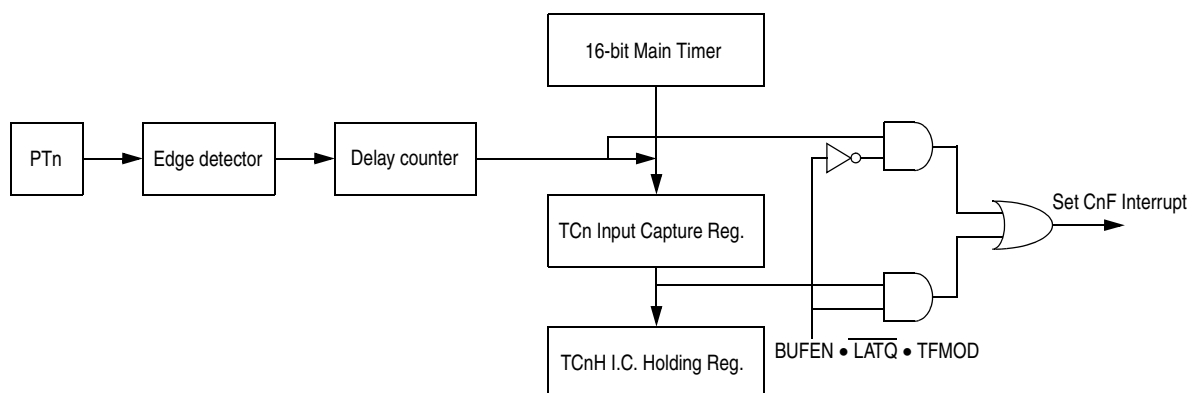 16-bit Main Timer
PTn
Edge detector
Delay counter
TCn Input Capture Reg.
Set CnF Interrupt
TCnH I.C. Holding Reg.
BUFEN • L̅A̅T̅Q̅ • TFMOD